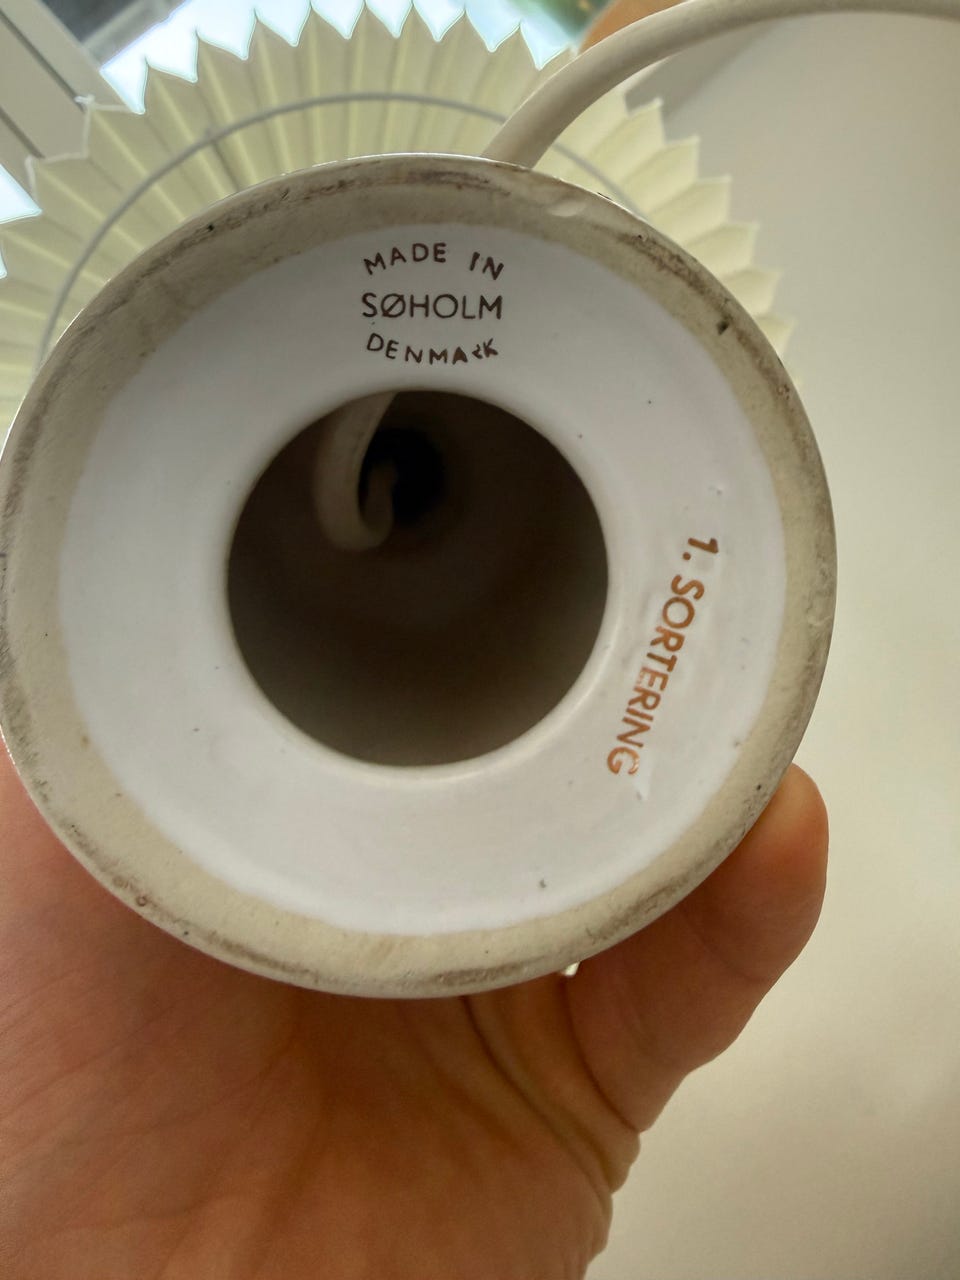 MADE IN
SØHOLM
DENMARK
1. SORTERING